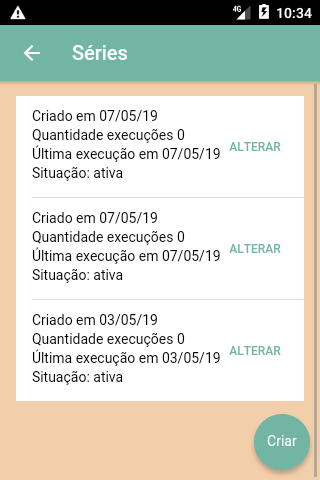 4G
10:34
Séries
Criado em 07/05/19
Quantidade execuções 0
Última execução em 07/05/19
Situação: ativa
ALTERAR
Criado em 07/05/19
Quantidade execuções 0
Última execução em 07/05/19
Situação: ativa
ALTERAR
Criado em 03/05/19
Quantidade execuções 0
Última execução em 03/05/19
Situação: ativa
ALTERAR
Criar